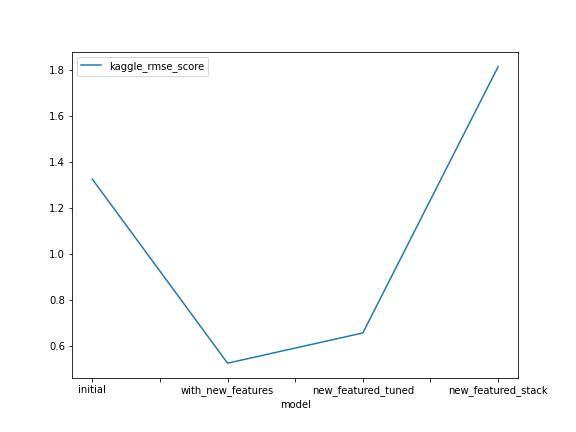 kaggle_rmse_score
1.8
1.6
1.4
1.2
1.0
0.8
0.6
initial with_new_features new_featured_tuned new_featured_stack
model